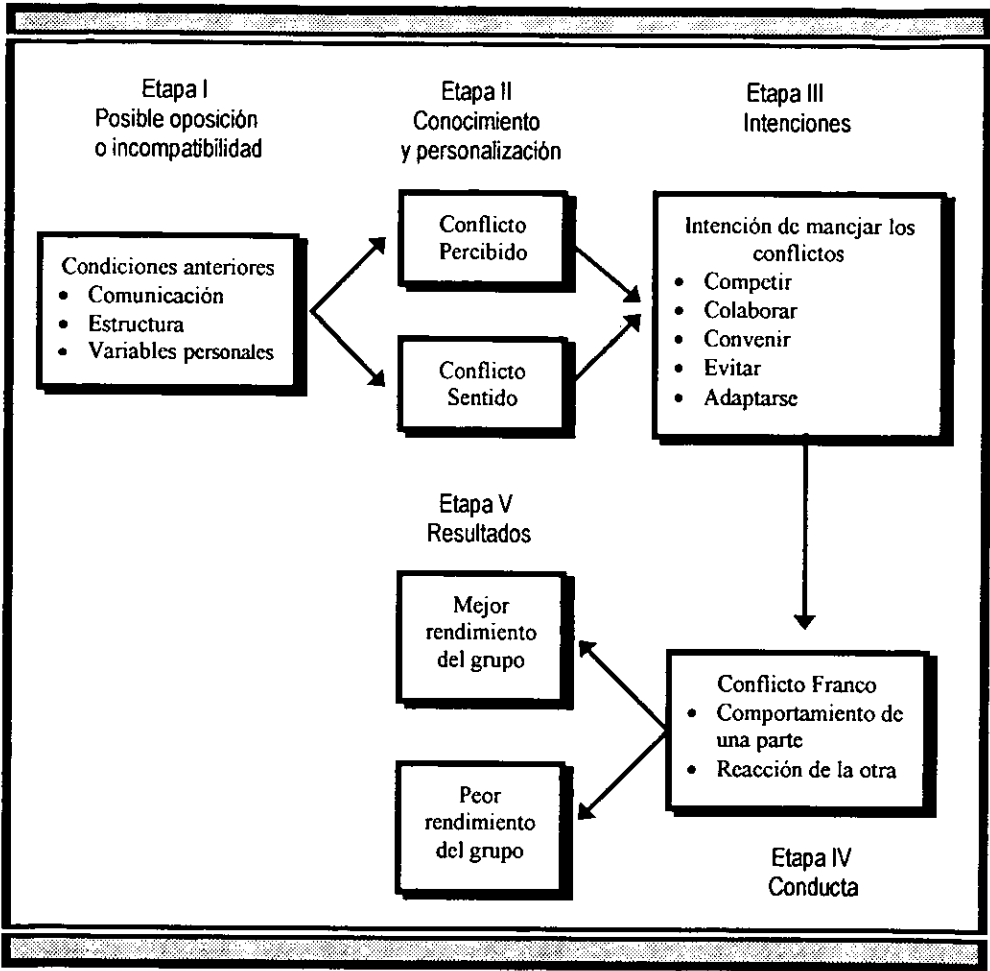 Etapa I
Posible oposición
o incompatibilidad
Etapa II
Conocimiento
y personalización
Etapa III
Intenciones
Condiciones anteriores
• Comunicación
• Estructura
• Variables personales
Conflicto
Percibido
Conflicto
Sentido
Intención de manejar los
conflictos
• Competir
• Colaborar
• Convenir
• Evitar
• Adaptarse
Etapa V
Resultados
Mejor
rendimiento
del grupo
Peor
rendimiento
del grupo
Conflicto Franco
• Comportamiento de
una parte
• Reacción de la otra
Etapa IV
Conducta